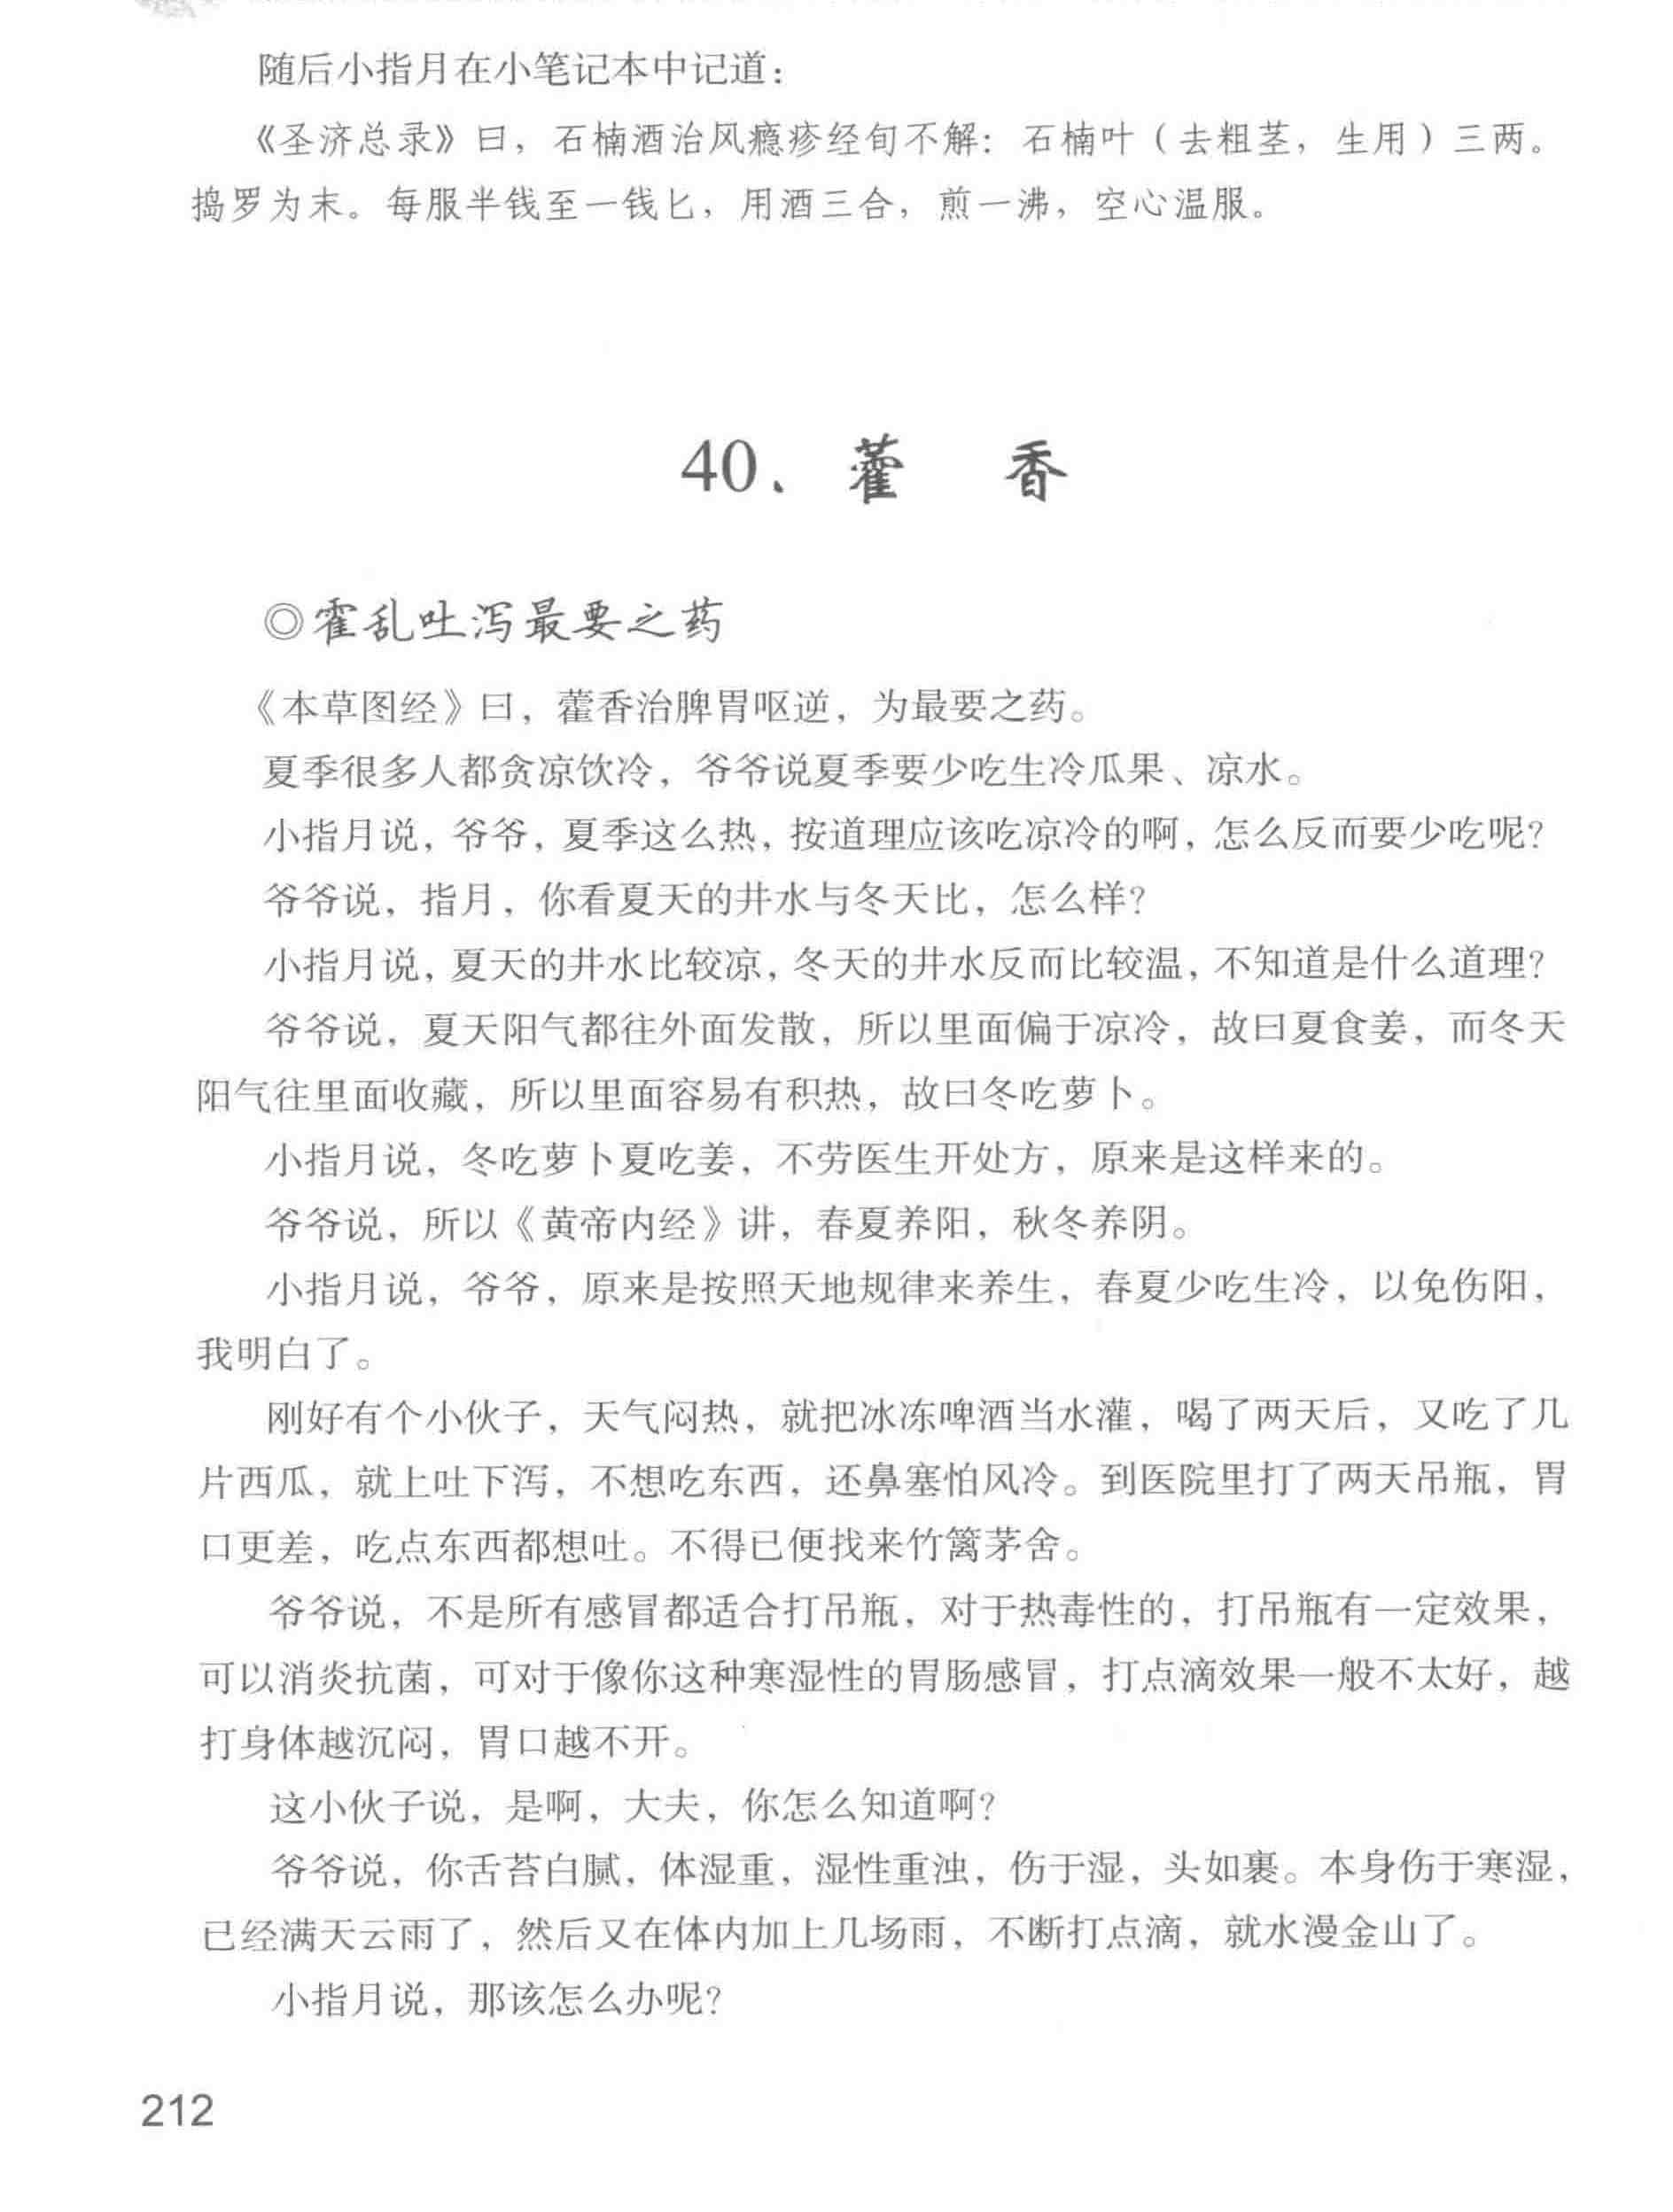 随后小指月在小笔记本中记道：
《圣济总录》曰，石楠酒治风瘾疹经旬不解：石楠叶（去粗茎，生用）三两。
捣罗为末。每服半钱至一钱匕，用酒三合，煎一沸，空心温服。
40、藿 香
◎霍乱吐泻最要之药
《本草图经》曰，藿香治脾胃呕逆，为最要之药。
夏季很多人都贪凉饮冷，爷爷说夏季要少吃生冷瓜果、凉水。
小指月说，爷爷，夏季这么热，按道理应该吃凉冷的啊，怎么反而要少吃呢？
爷爷说，指月，你看夏天的井水与冬天比，怎么样？
小指月说，夏天的井水比较凉，冬天的井水反而比较温，不知道是什么道理？
爷爷说，夏天阳气都往外面发散，所以里面偏于凉冷，故曰夏食姜，而冬天
阳气往里面收藏，所以里面容易有积热，故曰冬吃萝卜。
小指月说，冬吃萝卜夏吃姜，不劳医生开处方，原来是这样来的。
爷爷说，所以《黄帝内经》讲，春夏养阳，秋冬养阴。
小指月说，爷爷，原来是按照天地规律来养生，春夏少吃生冷，以免伤阳，
我明白了。
刚好有个小伙子，天气闷热，就把冰冻啤酒当水灌，喝了两天后，又吃了几
片西瓜，就上吐下泻，不想吃东西，还鼻塞怕风冷。到医院里打了两天吊瓶，胃
口更差，吃点东西都想吐。不得已便找来竹篱茅舍。
爷爷说，不是所有感冒都适合打吊瓶，对于热毒性的，打吊瓶有一定效果，
可以消炎抗菌，可对于像你这种寒湿性的胃肠感冒，打点滴效果一般不太好，越
打身体越沉闷，胃口越不开。
这小伙子说，是啊，大夫，你怎么知道啊？
爷爷说，你舌苔白腻，体湿重，湿性重浊，伤于湿，头如裹。本身伤于寒湿，
已经满天云雨了，然后又在体内加上几场雨，不断打点滴，就水漫金山了。
小指月说，那该怎么办呢？
212